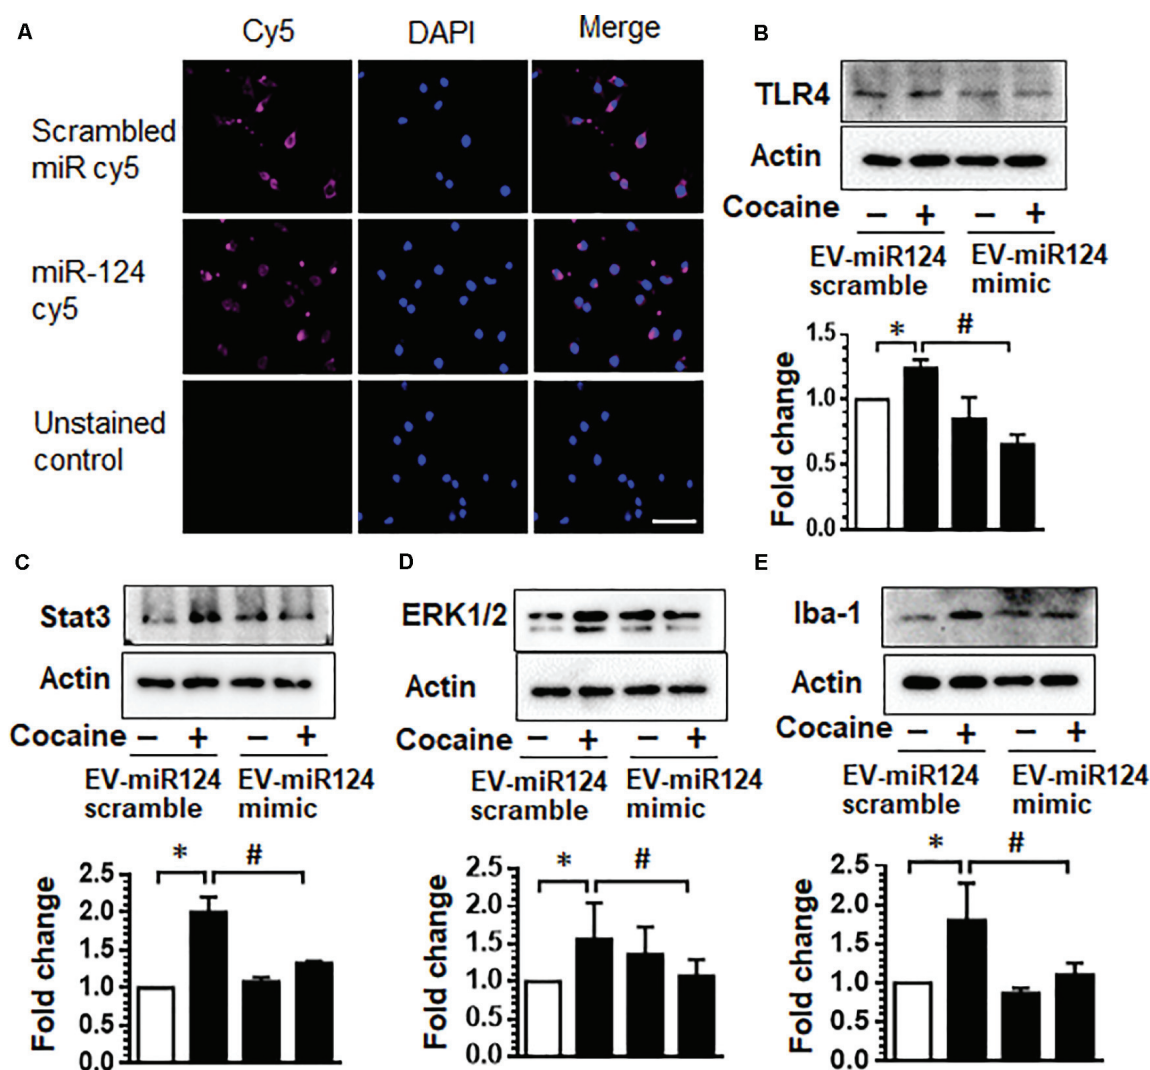 A
Cy5 DAPI Merge
Scrambled
miR cy5
miR-124
cy5
Unstained
control
B
TLR4
Actin
Cocaine − + − +
EV-miR124 EV-miR124
scramble mimic
* #
Fold change
1.5
1.0
0.5
0.0
C
Stat3
Actin
Cocaine − + − +
EV-miR124 EV-miR124
scramble mimic
* #
Fold change
2.5
2.0
1.5
1.0
0.5
0.0
D
ERK1/2
Actin
Cocaine − + − +
EV-miR124 EV-miR124
scramble mimic
* #
Fold change
2.5
2.0
1.5
1.0
0.5
0.0
E
Iba-1
Actin
Cocaine − + − +
EV-miR124 EV-miR124
scramble mimic
* #
Fold change
2.5
2.0
1.5
1.0
0.5
0.0